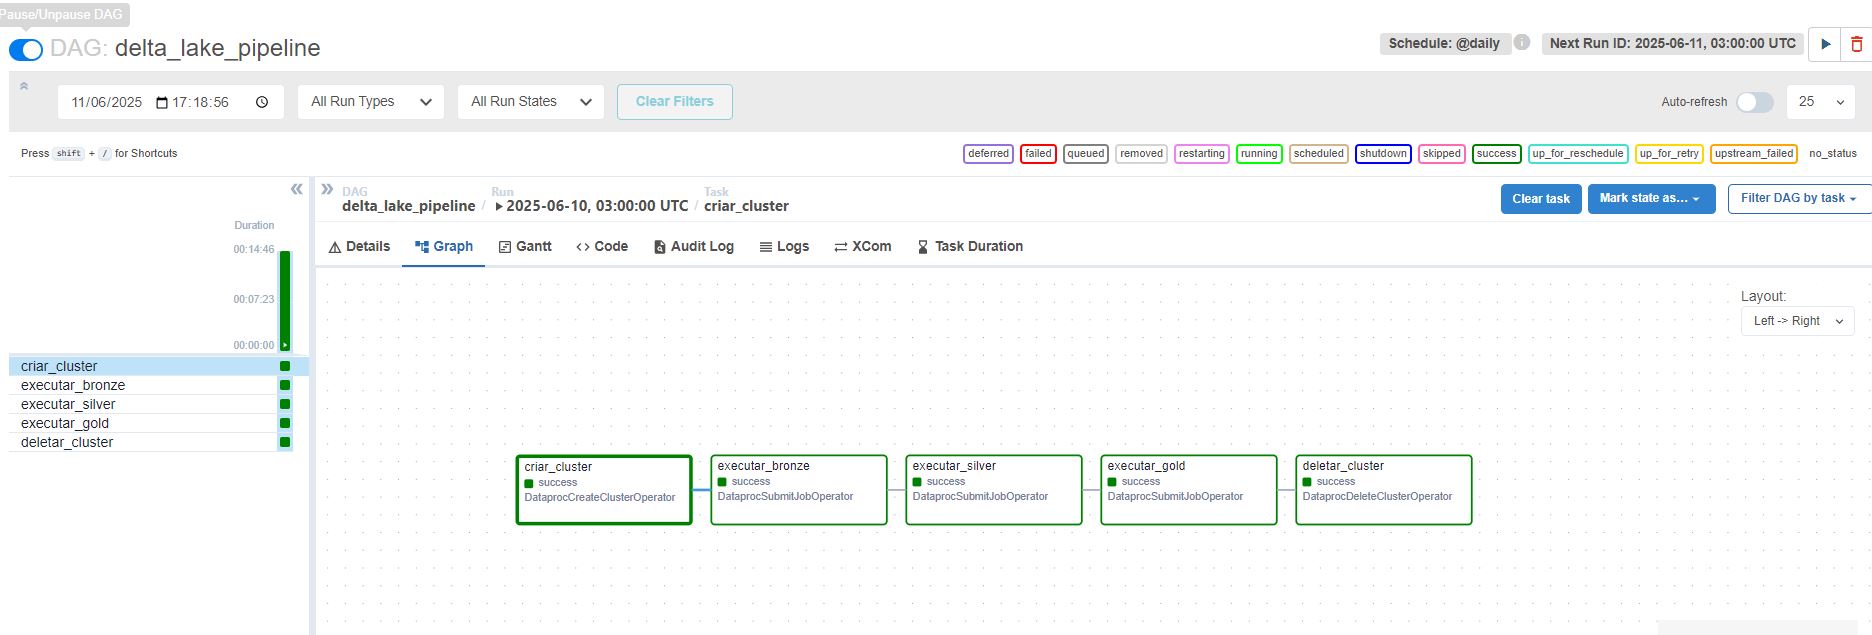 Pause/Unpause DAG
DAG: delta_lake_pipeline
Schedule: @daily
Next Run ID: 2025-06-11, 03:00:00 UTC
11/06/2025 17:18:56
All Run Types
All Run States
Clear Filters
Auto-refresh
25
Press shift + / for Shortcuts
deferred failed queued removed restarting running scheduled shutdown skipped success up_for_reschedule up_for_retry upstream_failed no_status
Duration
00:14:46
00:07:23
00:00:00
criar_cluster
executar_bronze
executar_silver
executar_gold
deletar_cluster
DAG Run Task
delta_lake_pipeline / 2025-06-10, 03:00:00 UTC / criar_cluster
Clear task
Mark state as...
Filter DAG by task
Details Graph Gantt Code Audit Log Logs XCom Task Duration
Layout:
Left -> Right
criar_cluster
success
DataprocCreateClusterOperator
executar_bronze
success
DataprocSubmitJobOperator
executar_silver
success
DataprocSubmitJobOperator
executar_gold
success
DataprocSubmitJobOperator
deletar_cluster
success
DataprocDeleteClusterOperator